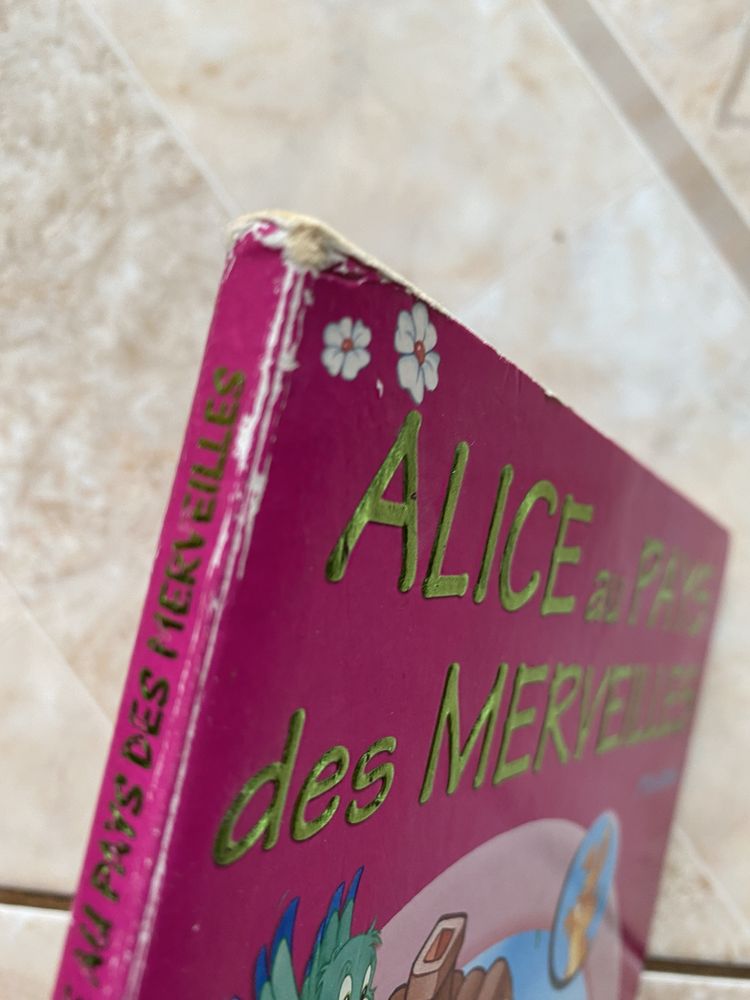 ALICE au PAYS
des MERVEILLES
AU PAYS DES MERVEILLES